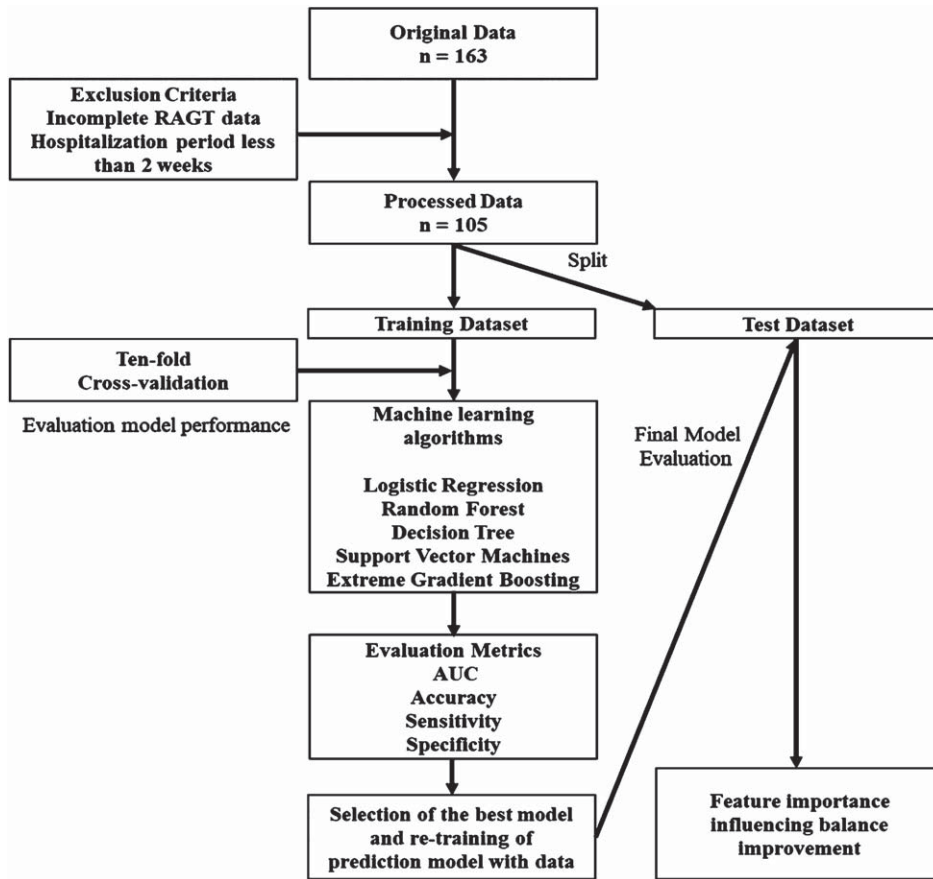 Original Data
n = 163
Exclusion Criteria
Incomplete RAGT data
Hospitalization period less
than 2 weeks
Processed Data
n = 105
Split
Training Dataset
Test Dataset
Ten-fold
Cross-validation
Evaluation model performance
Machine learning
algorithms
Logistic Regression
Random Forest
Decision Tree
Support Vector Machines
Extreme Gradient Boosting
Final Model
Evaluation
Evaluation Metrics
AUC
Accuracy
Sensitivity
Specificity
Selection of the best model
and re-training of
prediction model with data
Feature importance
influencing balance
improvement